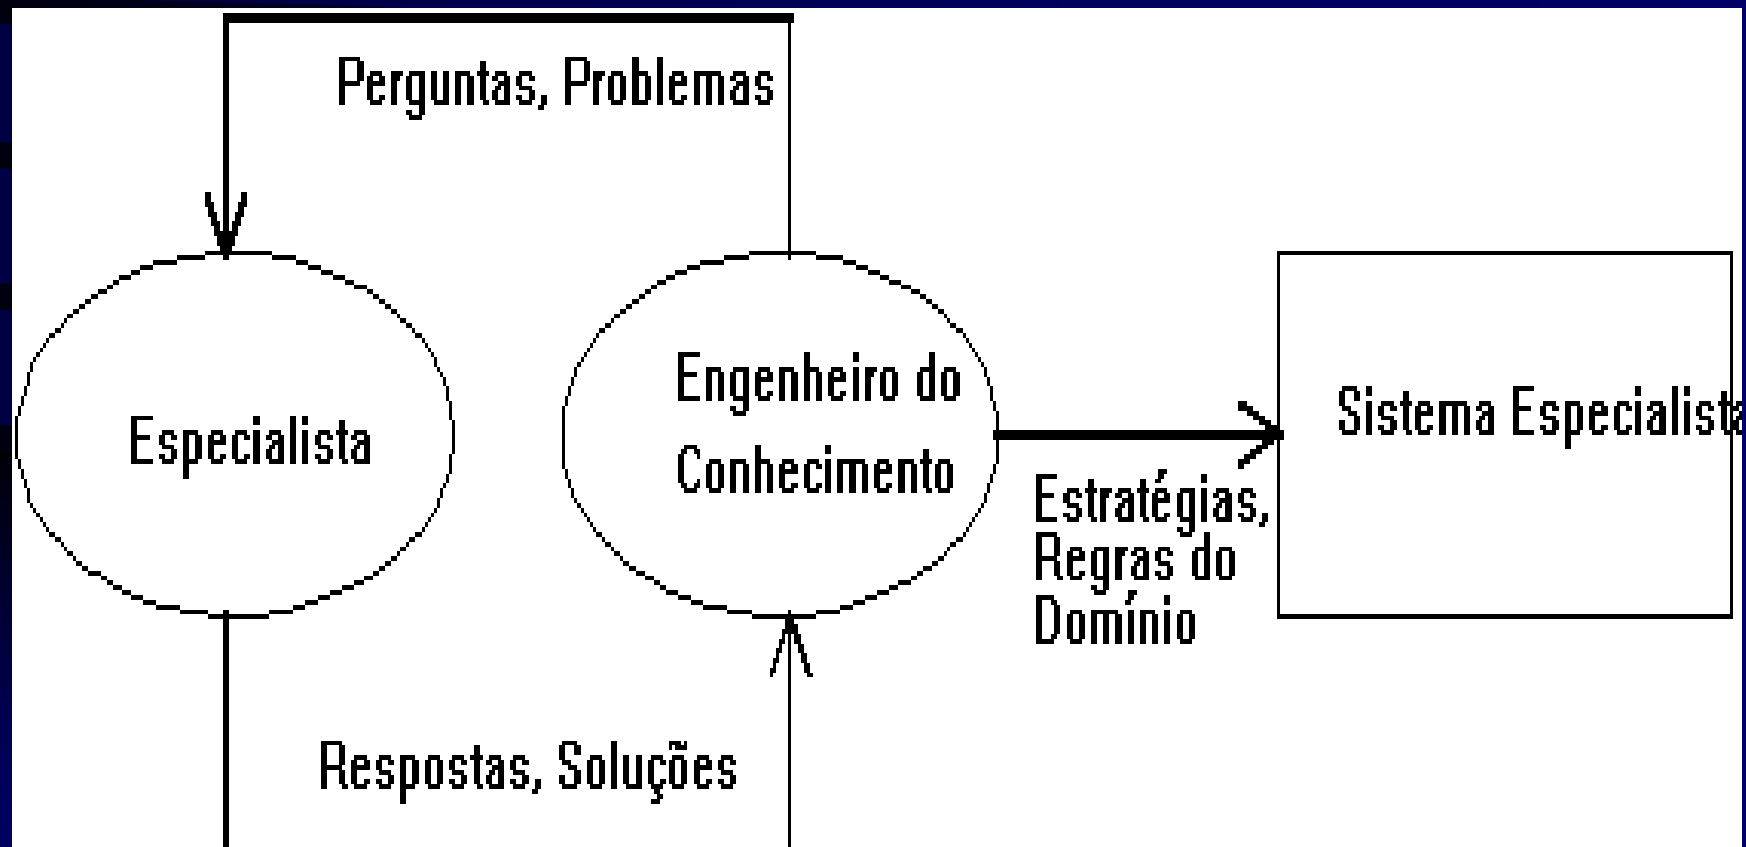 Perguntas, Problemas
Especialista
Engenheiro do
Conhecimento
Sistema Especialista
Estratégias,
Regras do
Domínio
Respostas, Soluções